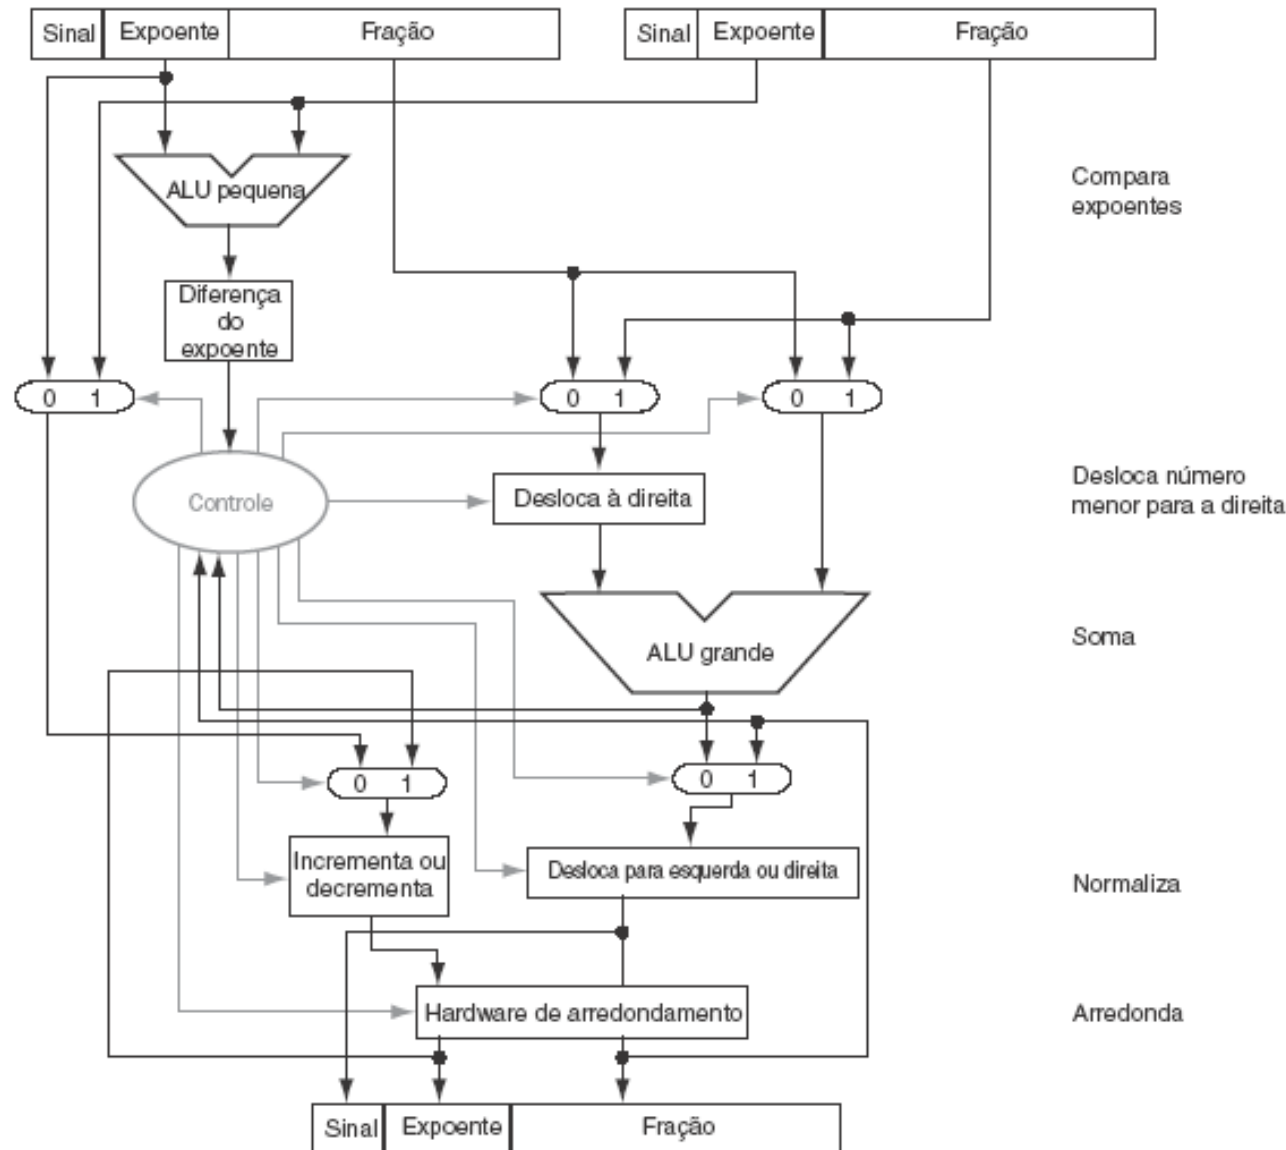 Sinal Expoente Fração
Sinal Expoente Fração
ALU pequena
Compara
expoentes
Diferença
do
expoente
0 1
0 1
0 1
Controle
Desloca à direita
Desloca número
menor para a direita
ALU grande
Soma
0 1
0 1
Incrementa ou
decrementa
Desloca para esquerda ou direita
Normaliza
Hardware de arredondamento
Arredonda
Sinal Expoente Fração